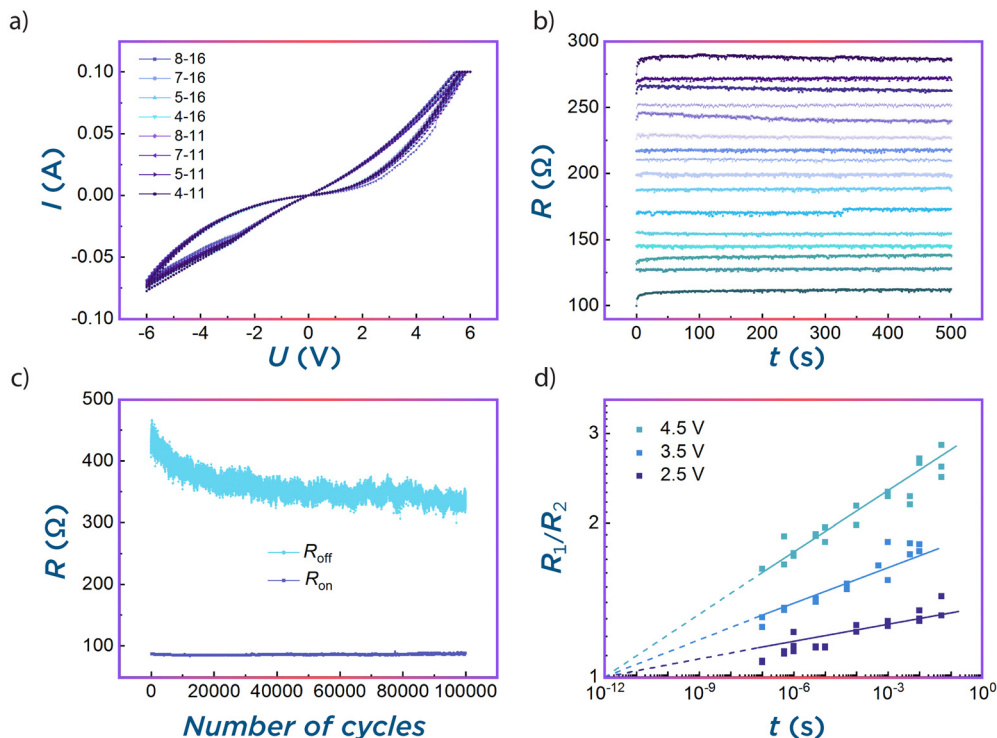 a)
I (A)
0.10
0.05
0.00
-0.05
-0.10
8-16
7-16
5-16
4-16
8-11
7-11
5-11
4-11
-6 -4 -2 0 2 4 6
U (V)
b)
R (Ω)
300
250
200
150
100
0 100 200 300 400 500
t (s)
c)
R (Ω)
500
400
300
200
100
R_off
R_on
0 20000 40000 60000 80000 100000
Number of cycles
d)
R₁/R₂
3
2
1
4.5 V
3.5 V
2.5 V
10⁻¹² 10⁻⁹ 10⁻⁶ 10⁻³ 10⁰
t (s)